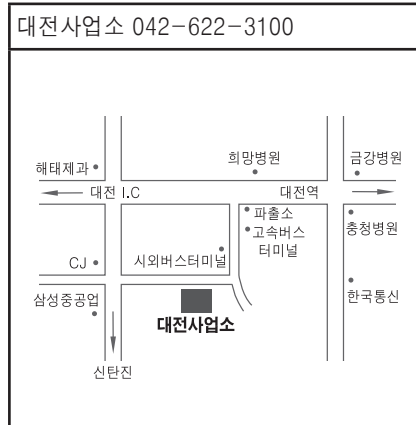 대전사업소 042-622-3100
희망병원
금강병원
해태제과
대전 I.C
대전역
파출소
고속버스
터미널
충청병원
시외버스터미널
CJ
삼성중공업
한국통신
대전사업소
신탄진